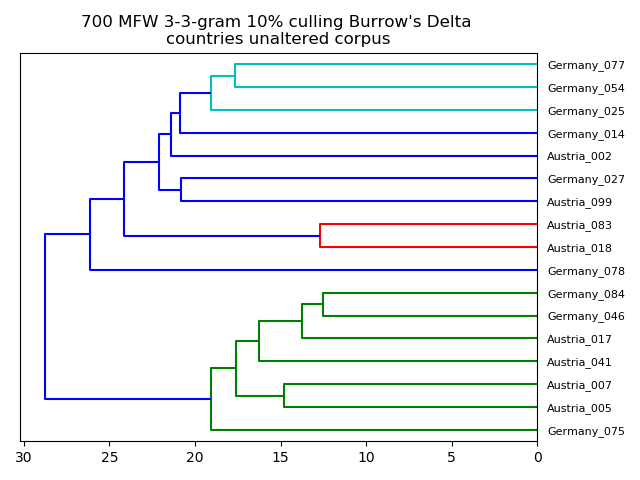 700 MFW 3-3-gram 10% culling Burrow's Delta
countries unaltered corpus
Germany_077
Germany_054
Germany_025
Germany_014
Austria_002
Germany_027
Austria_099
Austria_083
Austria_018
Germany_078
Germany_084
Germany_046
Austria_017
Austria_041
Austria_007
Austria_005
Germany_075
30 25 20 15 10 5 0